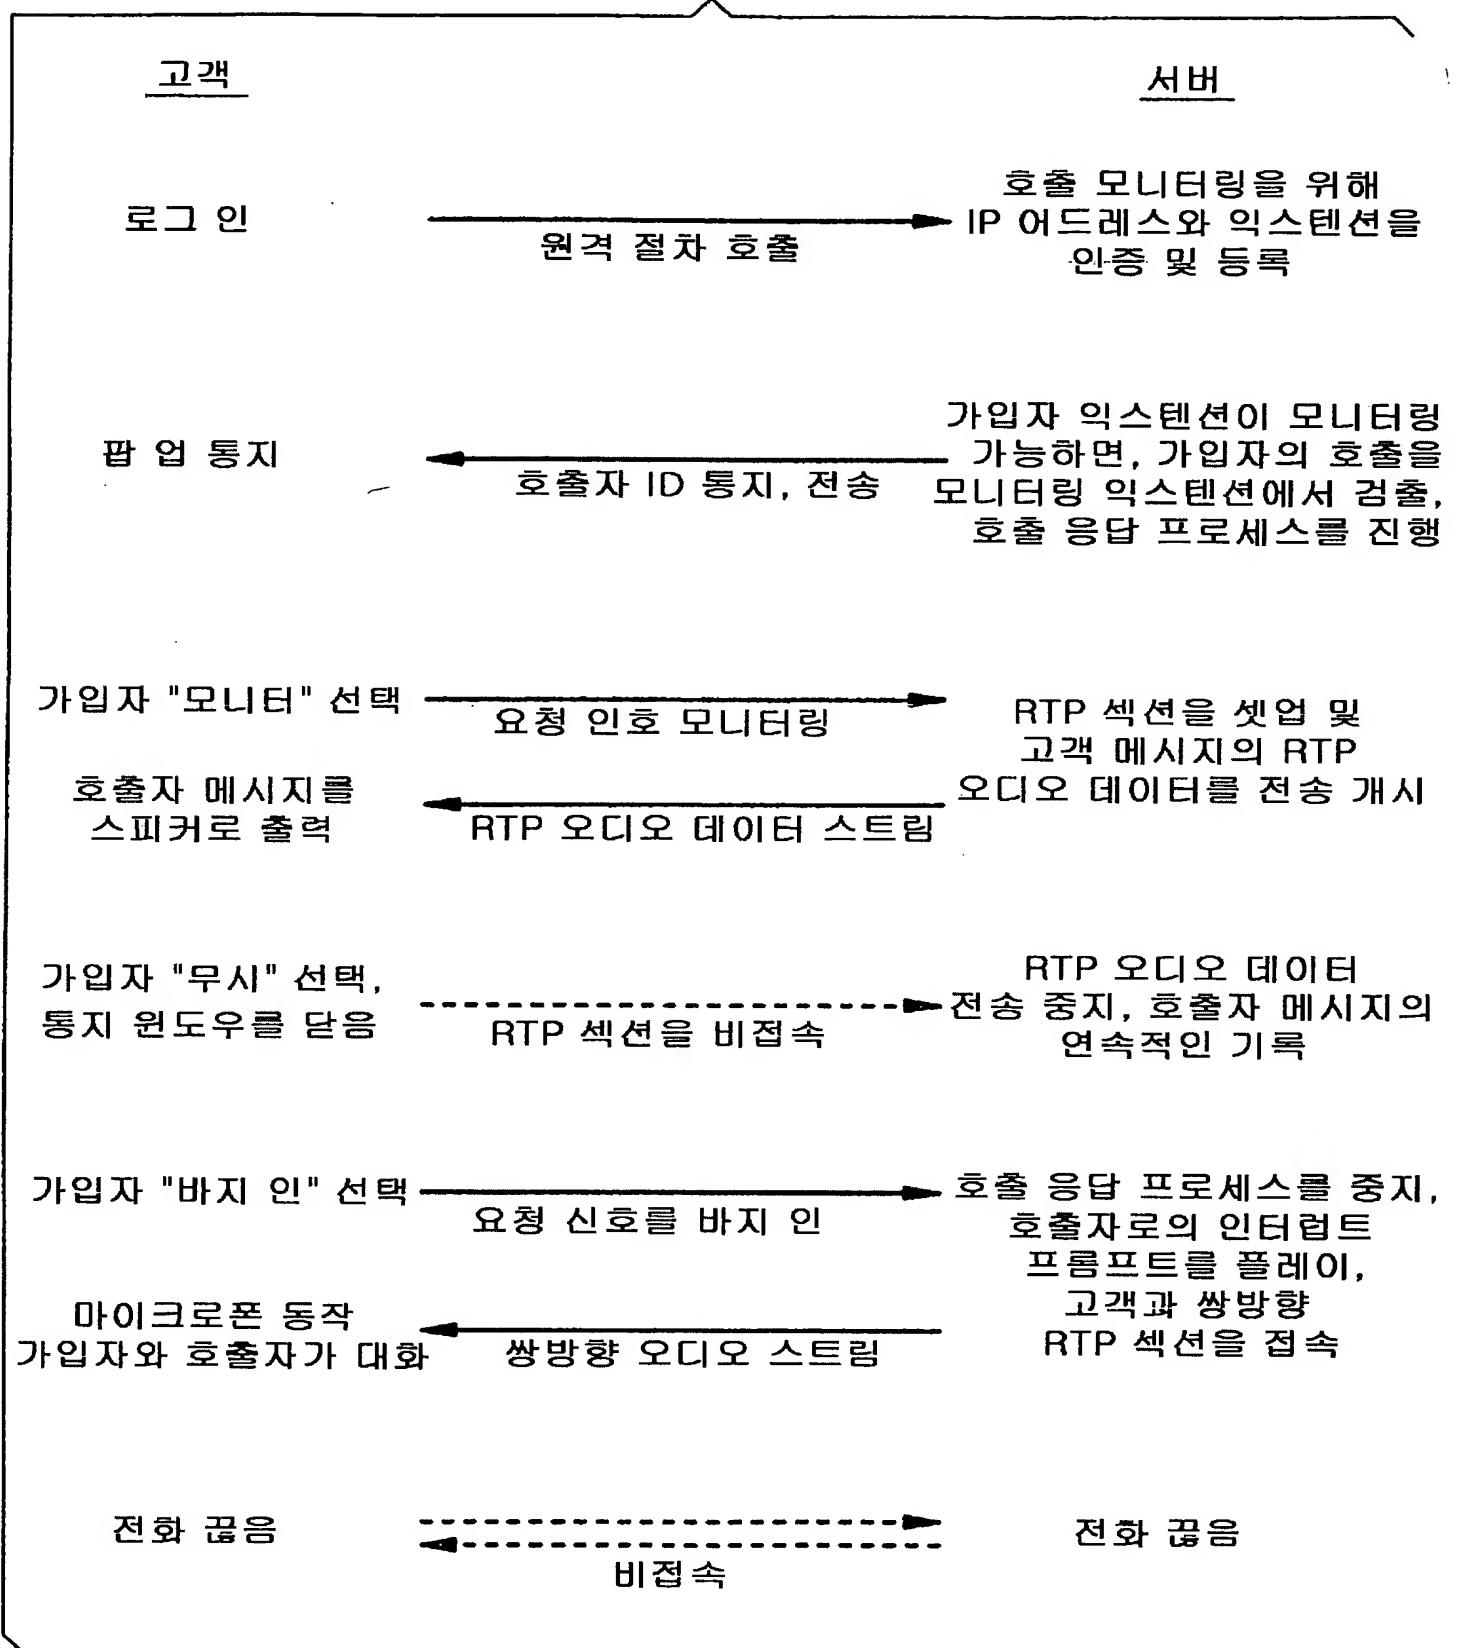 고객
서버
로그 인
원격 절차 호출
호출 모니터링을 위해
IP 어드레스와 익스텐션을
인증 및 등록
팝 업 통지
호출자 ID 통지, 전송
가입자 익스텐션이 모니터링
가능하면, 가입자의 호출을
모니터링 익스텐션에서 검출,
호출 응답 프로세스를 진행
가입자 "모니터" 선택
요청 인호 모니터링
RTP 섹션을 셋업 및
고객 메시지의 RTP
오디오 데이터를 전송 개시
호출자 메시지를
스피커로 출력
RTP 오디오 데이터 스트림
가입자 "무시" 선택,
통지 윈도우를 닫음
RTP 섹션을 비접속
RTP 오디오 데이터
전송 중지, 호출자 메시지의
연속적인 기록
가입자 "바지 인" 선택
요청 신호를 바지 인
호출 응답 프로세스를 중지,
호출자로의 인터럽트
프롬프트를 플레이,
고객과 쌍방향
RTP 섹션을 접속
마이크로폰 동작
가입자와 호출자가 대화
쌍방향 오디오 스트림
전화 끊음
비접속
전화 끊음